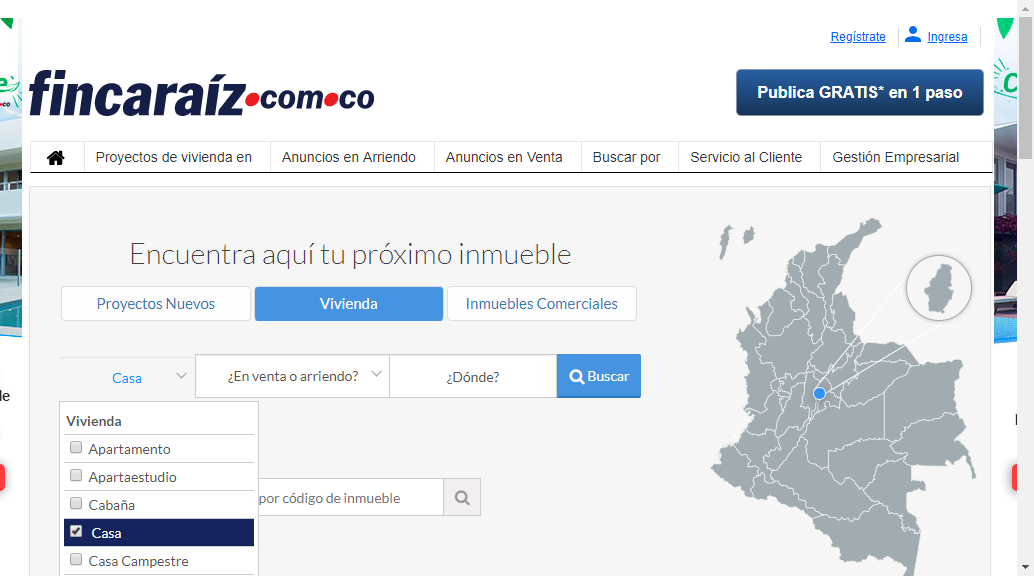 Regístrate
Ingresa
fincaraíz.com.co
Publica GRATIS* en 1 paso
Proyectos de vivienda en
Anuncios en Arriendo
Anuncios en Venta
Buscar por
Servicio al Cliente
Gestión Empresarial
Encuentra aquí tu próximo inmueble
Proyectos Nuevos
Vivienda
Inmuebles Comerciales
Casa
¿En venta o arriendo?
¿Dónde?
Buscar
Vivienda
Apartamento
Apartaestudio
Cabaña
por código de inmueble
Casa
Casa Campestre